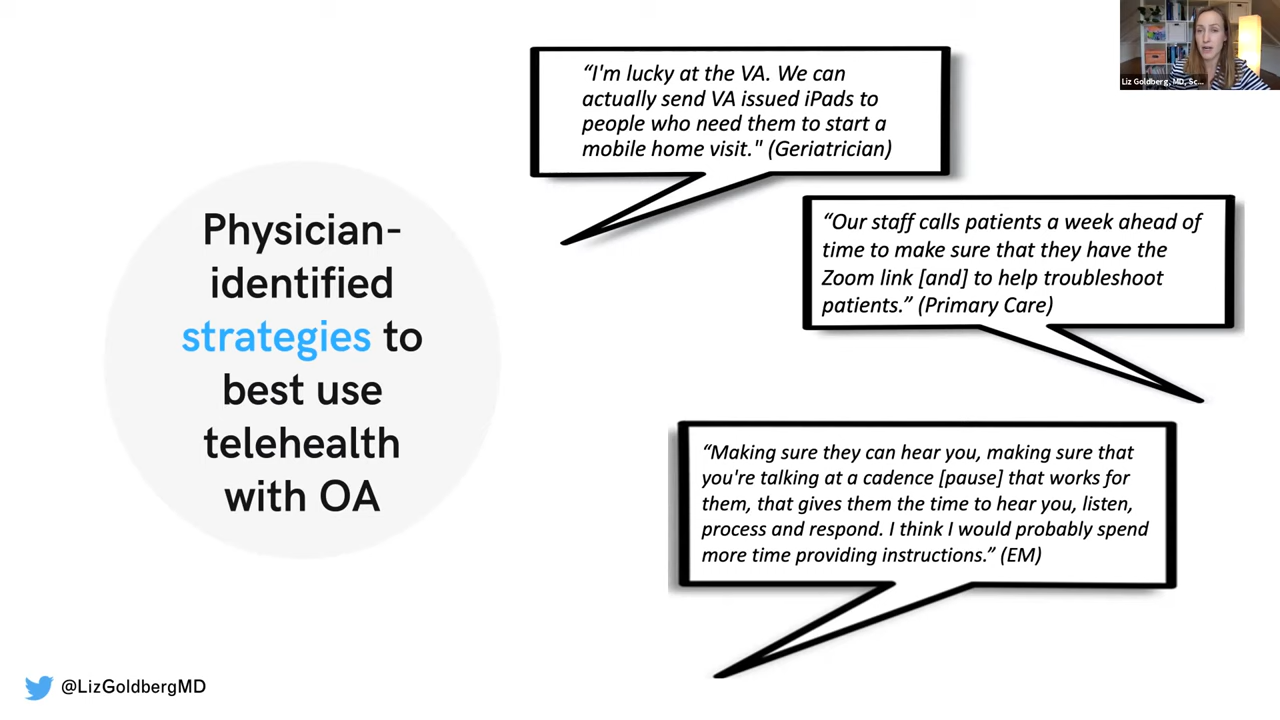 Physician-
identified
strategies to
best use
telehealth
with OA
“I'm lucky at the VA. We can
actually send VA issued iPads to
people who need them to start a
mobile home visit." (Geriatrician)
“Our staff calls patients a week ahead of
time to make sure that they have the
Zoom link [and] to help troubleshoot
patients.” (Primary Care)
“Making sure they can hear you, making sure that
you're talking at a cadence [pause] that works for
them, that gives them the time to hear you, listen,
process and respond. I think I would probably spend
more time providing instructions.” (EM)
@LizGoldbergMD
Liz Goldberg, MD, Sc...